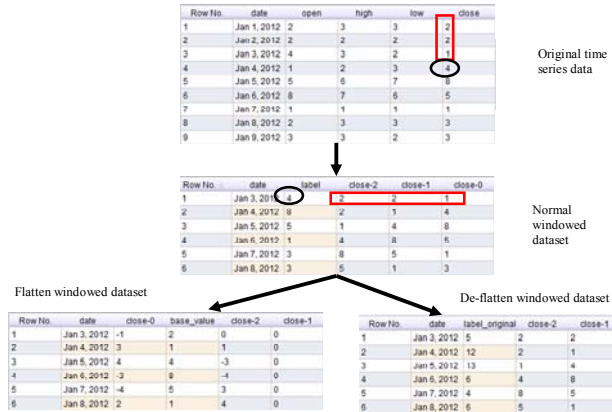 Row No. date open high low close
1 Jan 1, 2012 2 3 3 2
2 Jan 2, 2012 2 2 2 2
3 Jan 3, 2012 4 3 2 1
4 Jan 4, 2012 1 2 3 4
5 Jan 5, 2012 5 6 7 8
6 Jan 6, 2012 8 7 6 5
7 Jan 7, 2012 1 1 1 1
8 Jan 8, 2012 2 3 3 3
9 Jan 9, 2012 3 3 2 3
Original time
series data
Row No. date label close-2 close-1 close-0
1 Jan 3, 2012 4 2 2 1
2 Jan 4, 2012 8 2 1 4
3 Jan 5, 2012 5 1 4 8
4 Jan 6, 2012 1 4 8 5
5 Jan 7, 2012 3 8 5 1
6 Jan 8, 2012 3 5 1 3
Normal
windowed
dataset
Flatten windowed dataset
De-flatten windowed dataset
Row No. date close-0 base_value close-2 close-1
1 Jan 3, 2012 -1 2 0 0
2 Jan 4, 2012 3 1 1 0
3 Jan 5, 2012 4 4 -3 0
4 Jan 6, 2012 -3 8 -4 0
5 Jan 7, 2012 -4 5 3 0
6 Jan 8, 2012 2 1 4 0
Row No. date label_original close-2 close-1
1 Jan 3, 2012 5 2 2
2 Jan 4, 2012 12 2 1
3 Jan 5, 2012 13 1 4
4 Jan 6, 2012 6 4 8
5 Jan 7, 2012 4 8 5
6 Jan 8, 2012 6 5 1